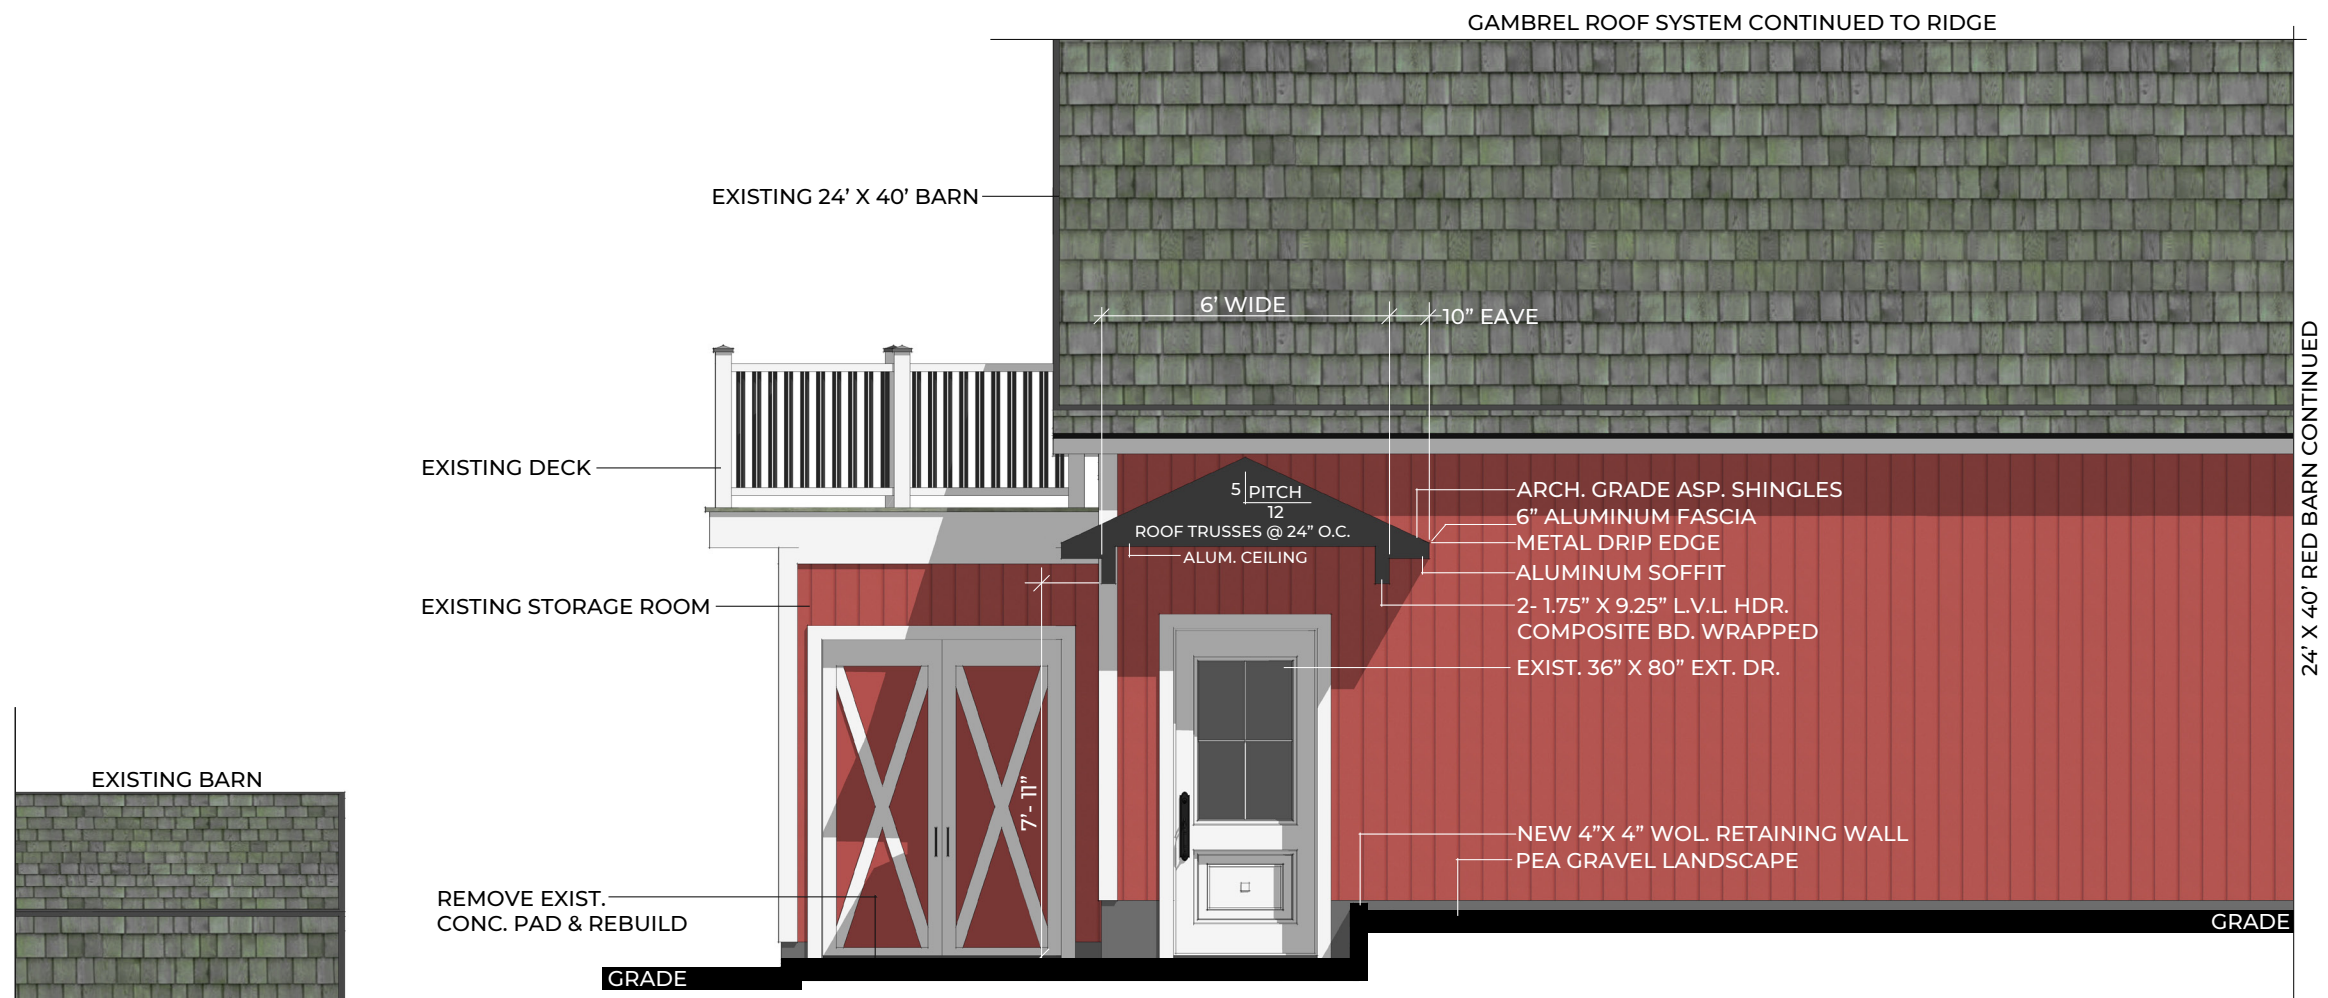 GAMBREL ROOF SYSTEM CONTINUED TO RIDGE
EXISTING 24’ X 40’ BARN
6’ WIDE
10” EAVE
24’ X 40’ RED BARN CONTINUED
EXISTING DECK
5 PITCH
12
ROOF TRUSSES @ 24” O.C.
ALUM. CEILING
ARCH. GRADE ASP. SHINGLES
6” ALUMINUM FASCIA
METAL DRIP EDGE
ALUMINUM SOFFIT
2- 1.75” X 9.25” L.V.L. HDR.
COMPOSITE BD. WRAPPED
EXIST. 36” X 80” EXT. DR.
EXISTING STORAGE ROOM
7’- 11”
EXISTING BARN
NEW 4”X 4” WOL. RETAINING WALL
PEA GRAVEL LANDSCAPE
REMOVE EXIST.
CONC. PAD & REBUILD
GRADE
GRADE